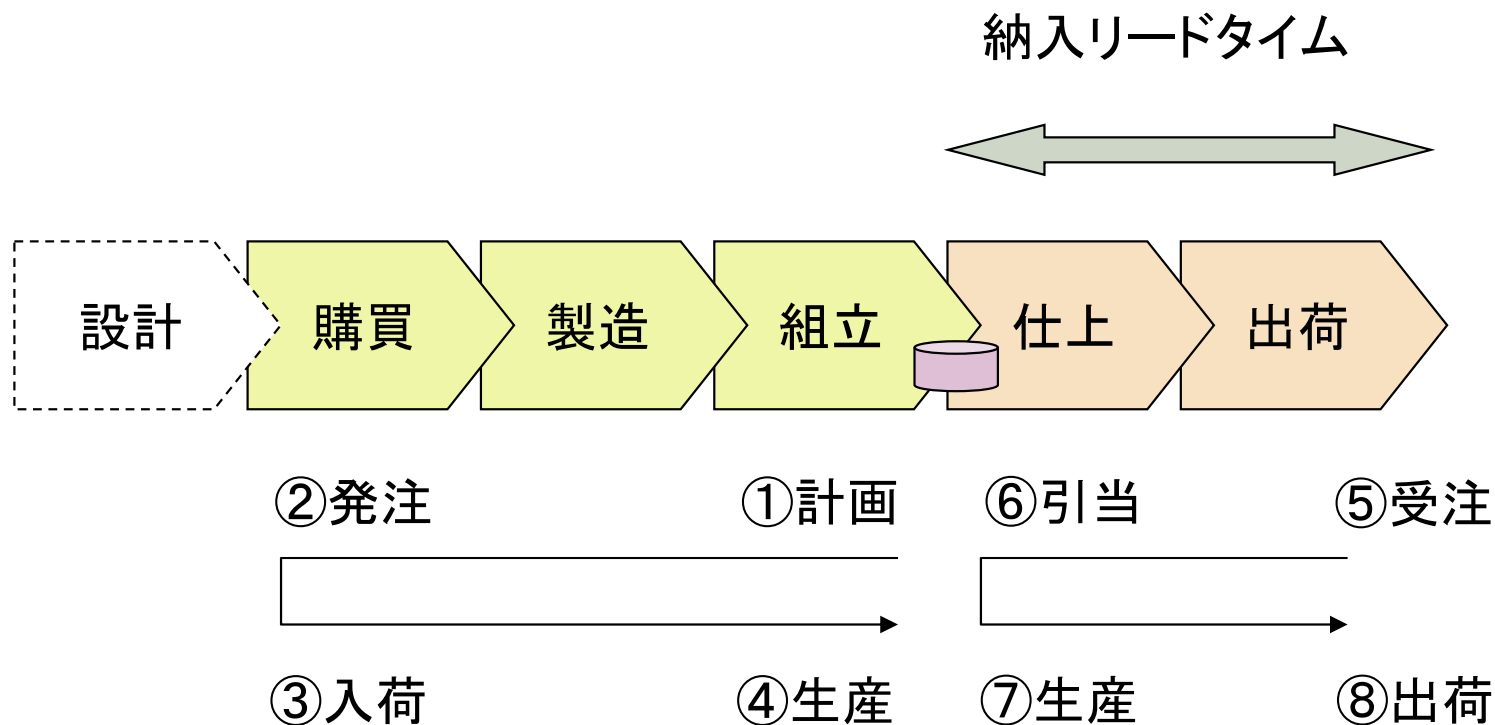 納入リードタイム
設計 購買 製造 組立 仕上 出荷
②発注 ①計画 ⑥引当 ⑤受注
③入荷 ④生産 ⑦生産 ⑧出荷